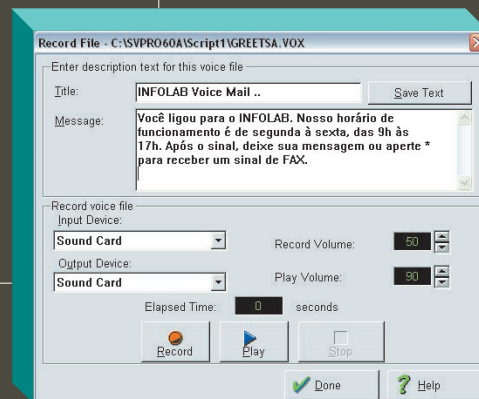 Record File - C:\SVPRO60A\Script1\GREETSA.VOX
Enter description text for this voice file
Title:
INFOLAB Voice Mail ..
Save Text
Message:
Você ligou para o INFOLAB. Nosso horário de
funcionamento é de segunda à sexta, das 9h às
17h. Após o sinal, deixe sua mensagem ou aperte *
para receber um sinal de FAX.
Record voice file
Input Device:
Sound Card
Record Volume:
50
Output Device:
Sound Card
Play Volume:
90
Elapsed Time:
0
seconds
Record
Play
Stop
Done
Help